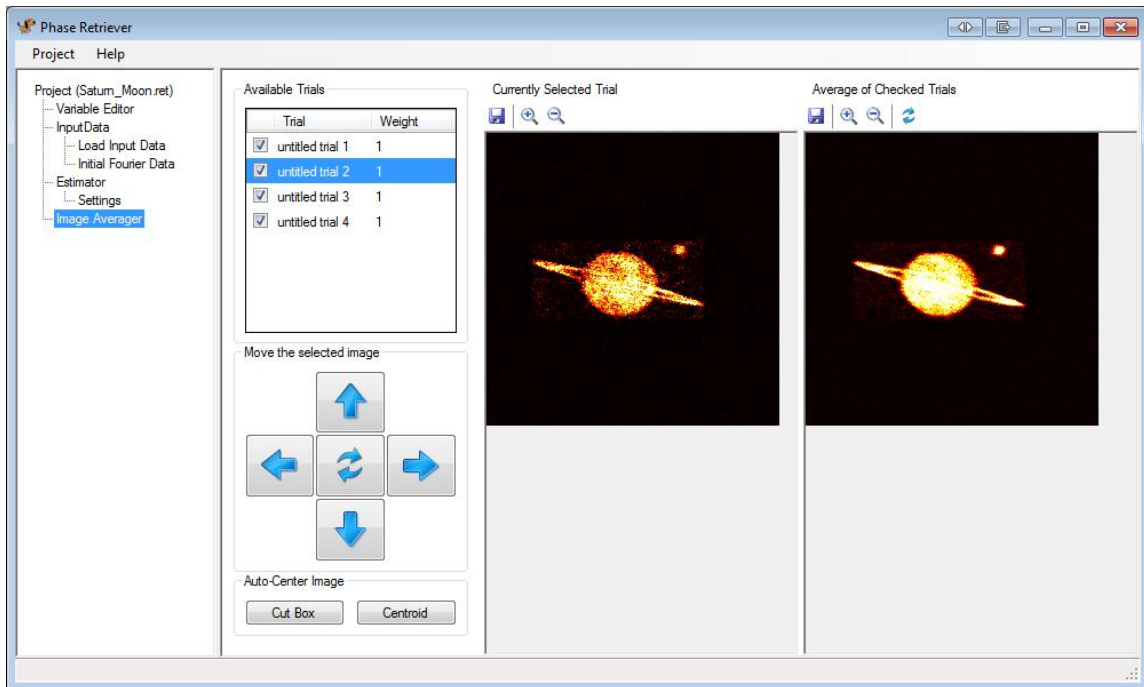 Phase Retriever
Project Help
Project (Saturn_Moon.ret)
Variable Editor
InputData
Load Input Data
Initial Fourier Data
Estimator
Settings
Image Averager
Available Trials
Trial Weight
untitled trial 1 1
untitled trial 2 1
untitled trial 3 1
untitled trial 4 1
Move the selected image
Auto-Center Image
Cut Box Centroid
Currently Selected Trial
Average of Checked Trials